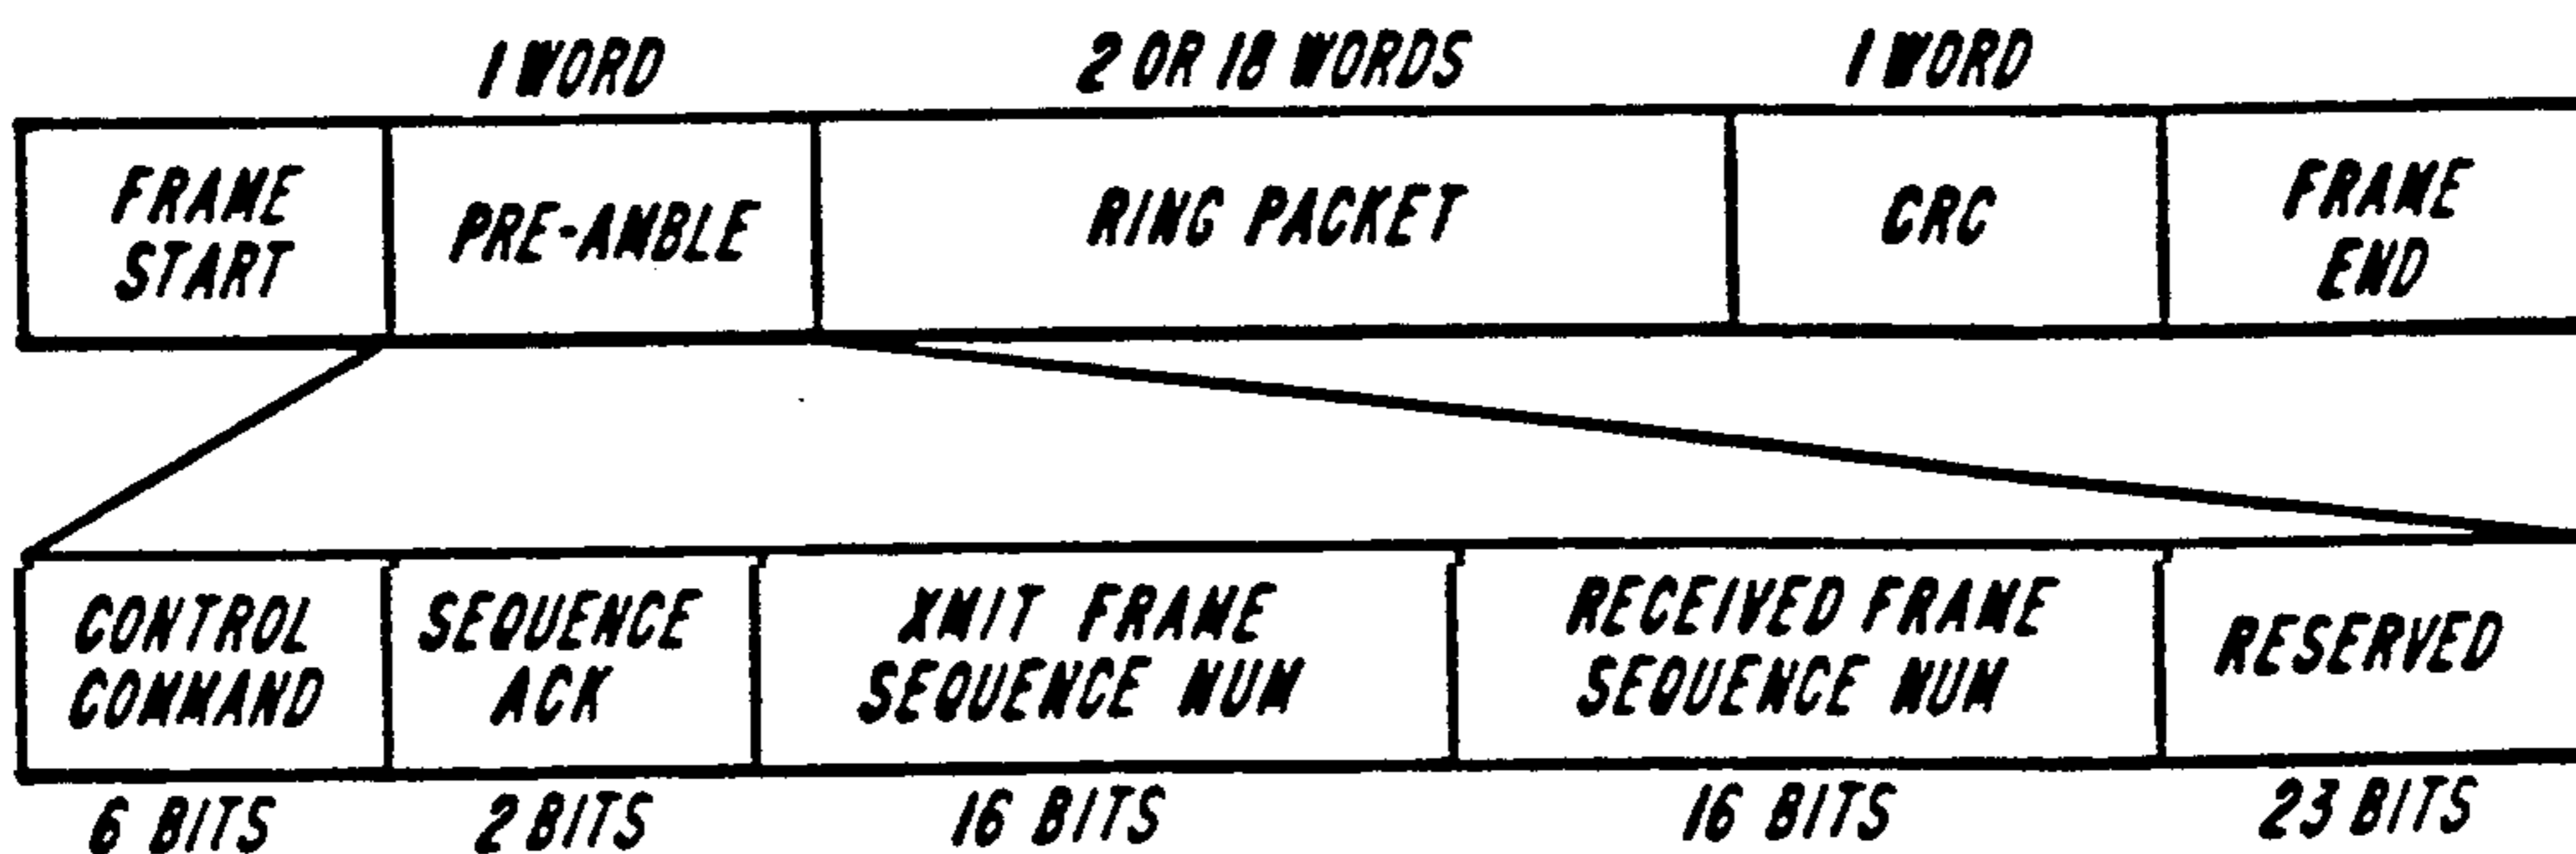 1 WORD 2 OR 18 WORDS 1 WORD
FRAME START PRE-AMBLE RING PACKET CRC FRAME END
CONTROL COMMAND SEQUENCE ACK XMIT FRAME SEQUENCE NUM RECEIVED FRAME SEQUENCE NUM RESERVED
6 BITS 2 BITS 16 BITS 16 BITS 23 BITS